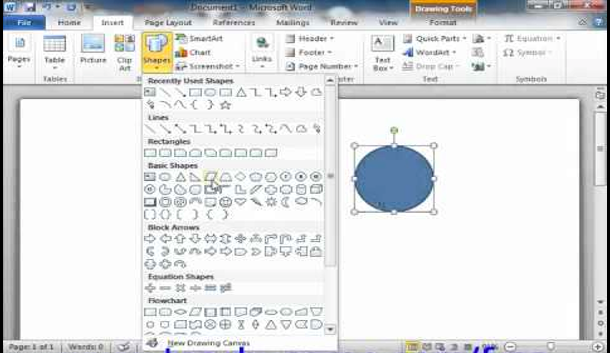 Document1 - Microsoft Word
Drawing Tools
File Home Insert Page Layout References Mailings Review View Format
Pages
Table
Picture
Clip Art
Shapes
SmartArt
Chart
Screenshot
Links
Header
Footer
Page Number
Text Box
Quick Parts
WordArt
Drop Cap
Equation
Symbol
Tables
Text
Symbols
Recently Used Shapes
Lines
Rectangles
Basic Shapes
Block Arrows
Equation Shapes
Flowchart
New Drawing Canvas
Page: 1 of 1 Words: 0